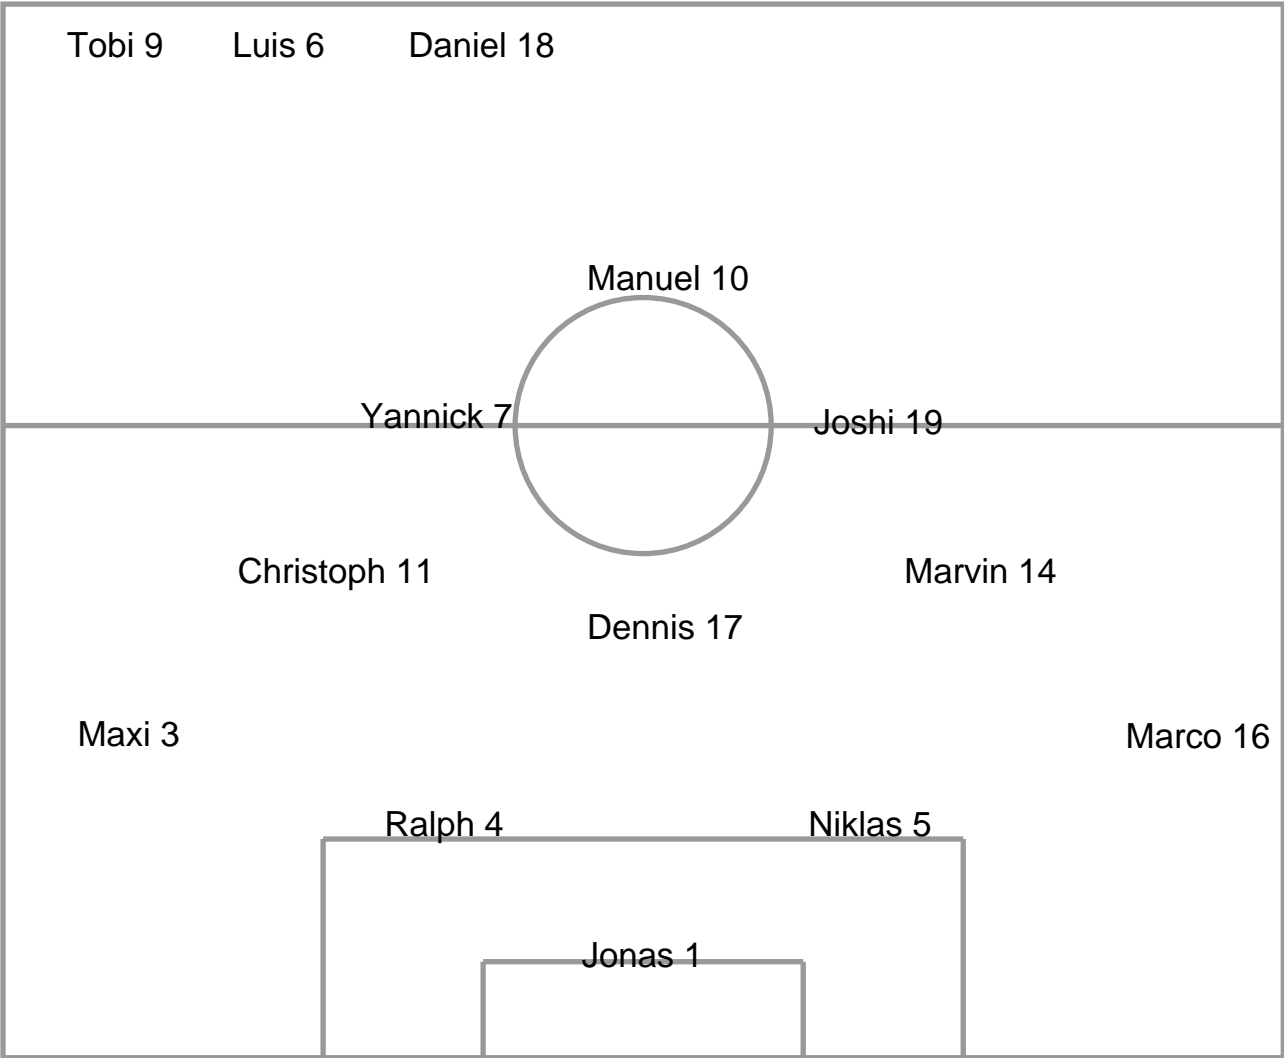 Tobi 9 Luis 6 Daniel 18
Manuel 10
Yannick 7 Joshi 19
Christoph 11 Marvin 14
Dennis 17
Maxi 3 Marco 16
Ralph 4 Niklas 5
Jonas 1